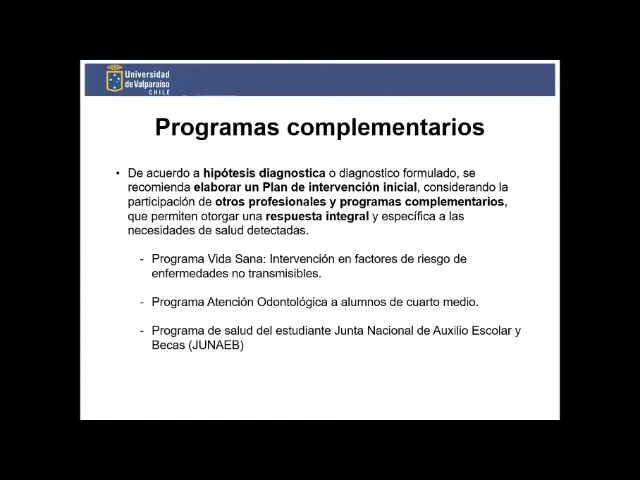 Universidad
de Valparaíso
CHILE
Programas complementarios
• De acuerdo a hipótesis diagnostica o diagnostico formulado, se
recomienda elaborar un Plan de intervención inicial, considerando la
participación de otros profesionales y programas complementarios,
que permiten otorgar una respuesta integral y específica a las
necesidades de salud detectadas.
- Programa Vida Sana: Intervención en factores de riesgo de
enfermedades no transmisibles.
- Programa Atención Odontológica a alumnos de cuarto medio.
- Programa de salud del estudiante Junta Nacional de Auxilio Escolar y
Becas (JUNAEB)